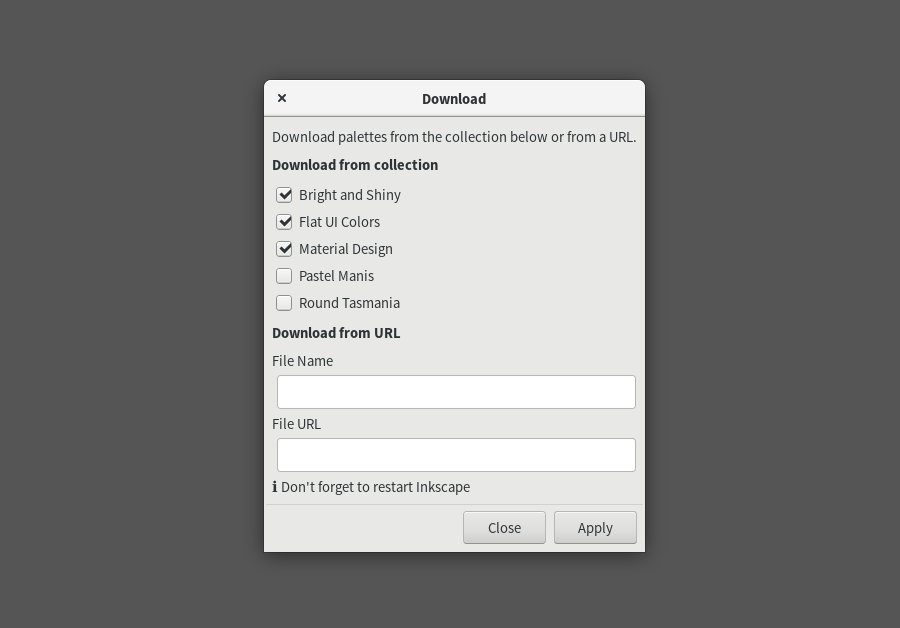 Download
Download palettes from the collection below or from a URL.
Download from collection
Bright and Shiny
Flat UI Colors
Material Design
Pastel Manis
Round Tasmania
Download from URL
File Name
File URL
ℹ Don't forget to restart Inkscape
Close Apply